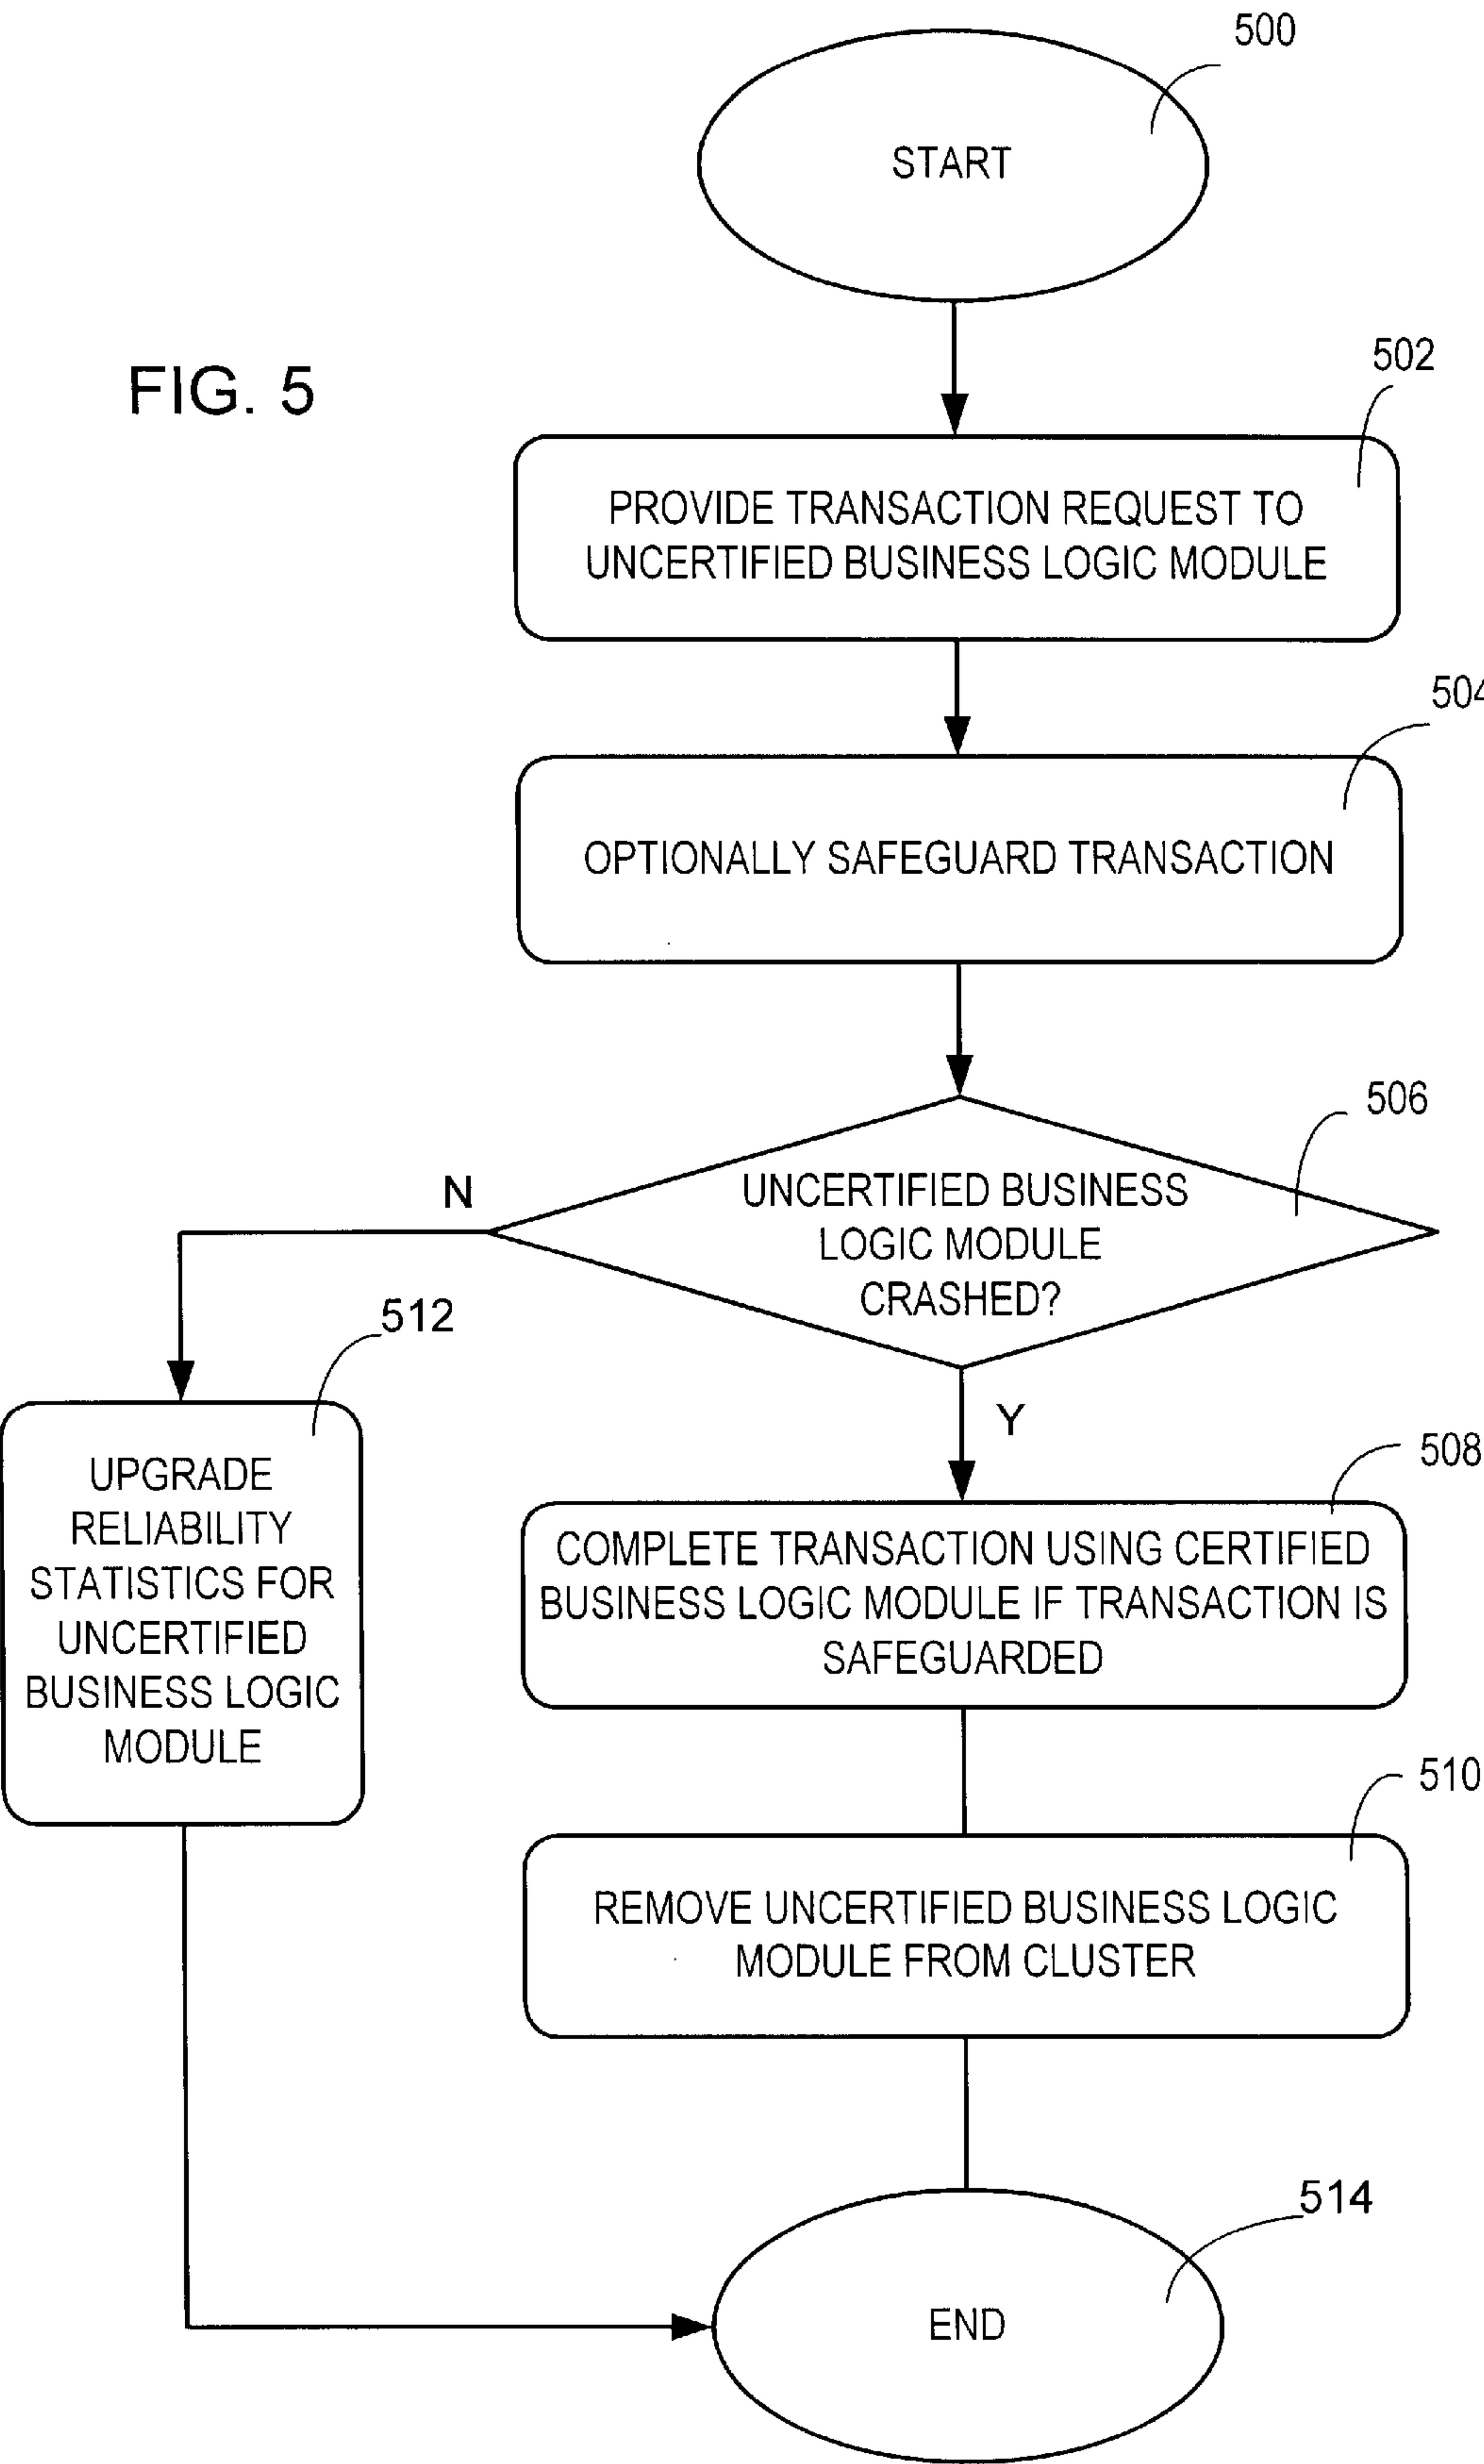 500
START
FIG. 5
502
PROVIDE TRANSACTION REQUEST TO
UNCERTIFIED BUSINESS LOGIC MODULE
504
OPTIONALLY SAFEGUARD TRANSACTION
506
N
UNCERTIFIED BUSINESS
LOGIC MODULE
CRASHED?
512
Y
UPGRADE
RELIABILITY
STATISTICS FOR
UNCERTIFIED
BUSINESS LOGIC
MODULE
508
COMPLETE TRANSACTION USING CERTIFIED
BUSINESS LOGIC MODULE IF TRANSACTION IS
SAFEGUARDED
510
REMOVE UNCERTIFIED BUSINESS LOGIC
MODULE FROM CLUSTER
514
END